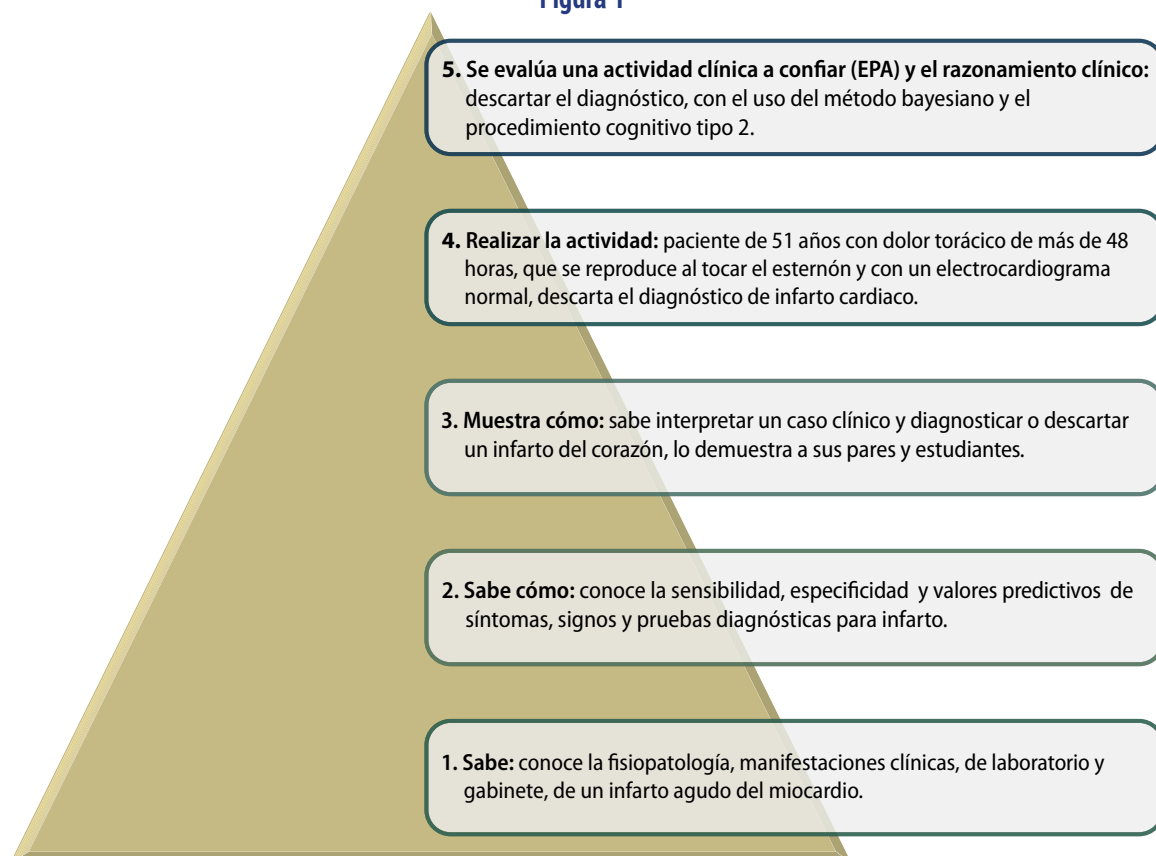 Figura 1
5. Se evalúa una actividad clínica a confiar (EPA) y el razonamiento clínico:
descartar el diagnóstico, con el uso del método bayesiano y el
procedimiento cognitivo tipo 2.
4. Realizar la actividad: paciente de 51 años con dolor torácico de más de 48
horas, que se reproduce al tocar el esternón y con un electrocardiograma
normal, descarta el diagnóstico de infarto cardiaco.
3. Muestra cómo: sabe interpretar un caso clínico y diagnosticar o descartar
un infarto del corazón, lo demuestra a sus pares y estudiantes.
2. Sabe cómo: conoce la sensibilidad, especificidad y valores predictivos de
síntomas, signos y pruebas diagnósticas para infarto.
1. Sabe: conoce la fisiopatología, manifestaciones clínicas, de laboratorio y
gabinete, de un infarto agudo del miocardio.